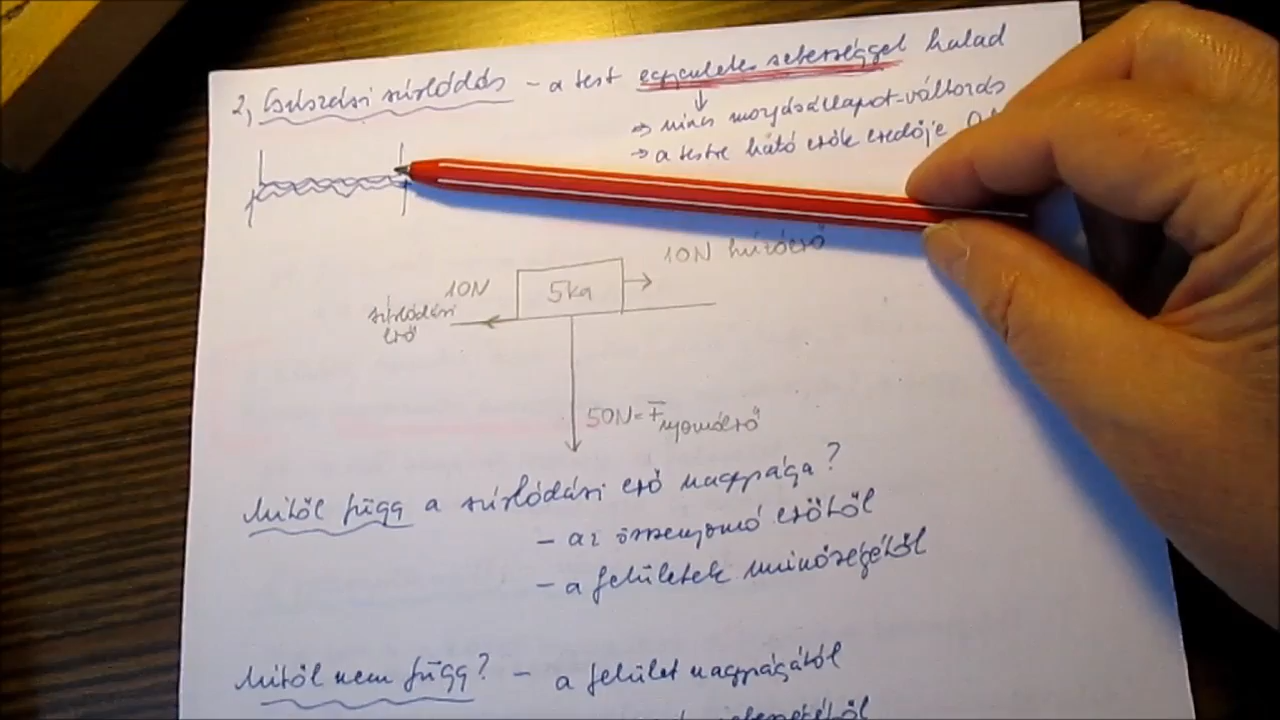 2, Csúszási súrlódás – a test egyenletes sebességgel halad
→ nincs mozgásállapot-változás
→ a testre ható erők eredője
10N húzóerő
10N
5kg
súrlódási
erő
50N = F nyomóerő
Mitől függ a súrlódási erő nagysága?
– az összenyomó erőtől
– a felületek minőségétől
Mitől nem függ? – a felület nagyságától